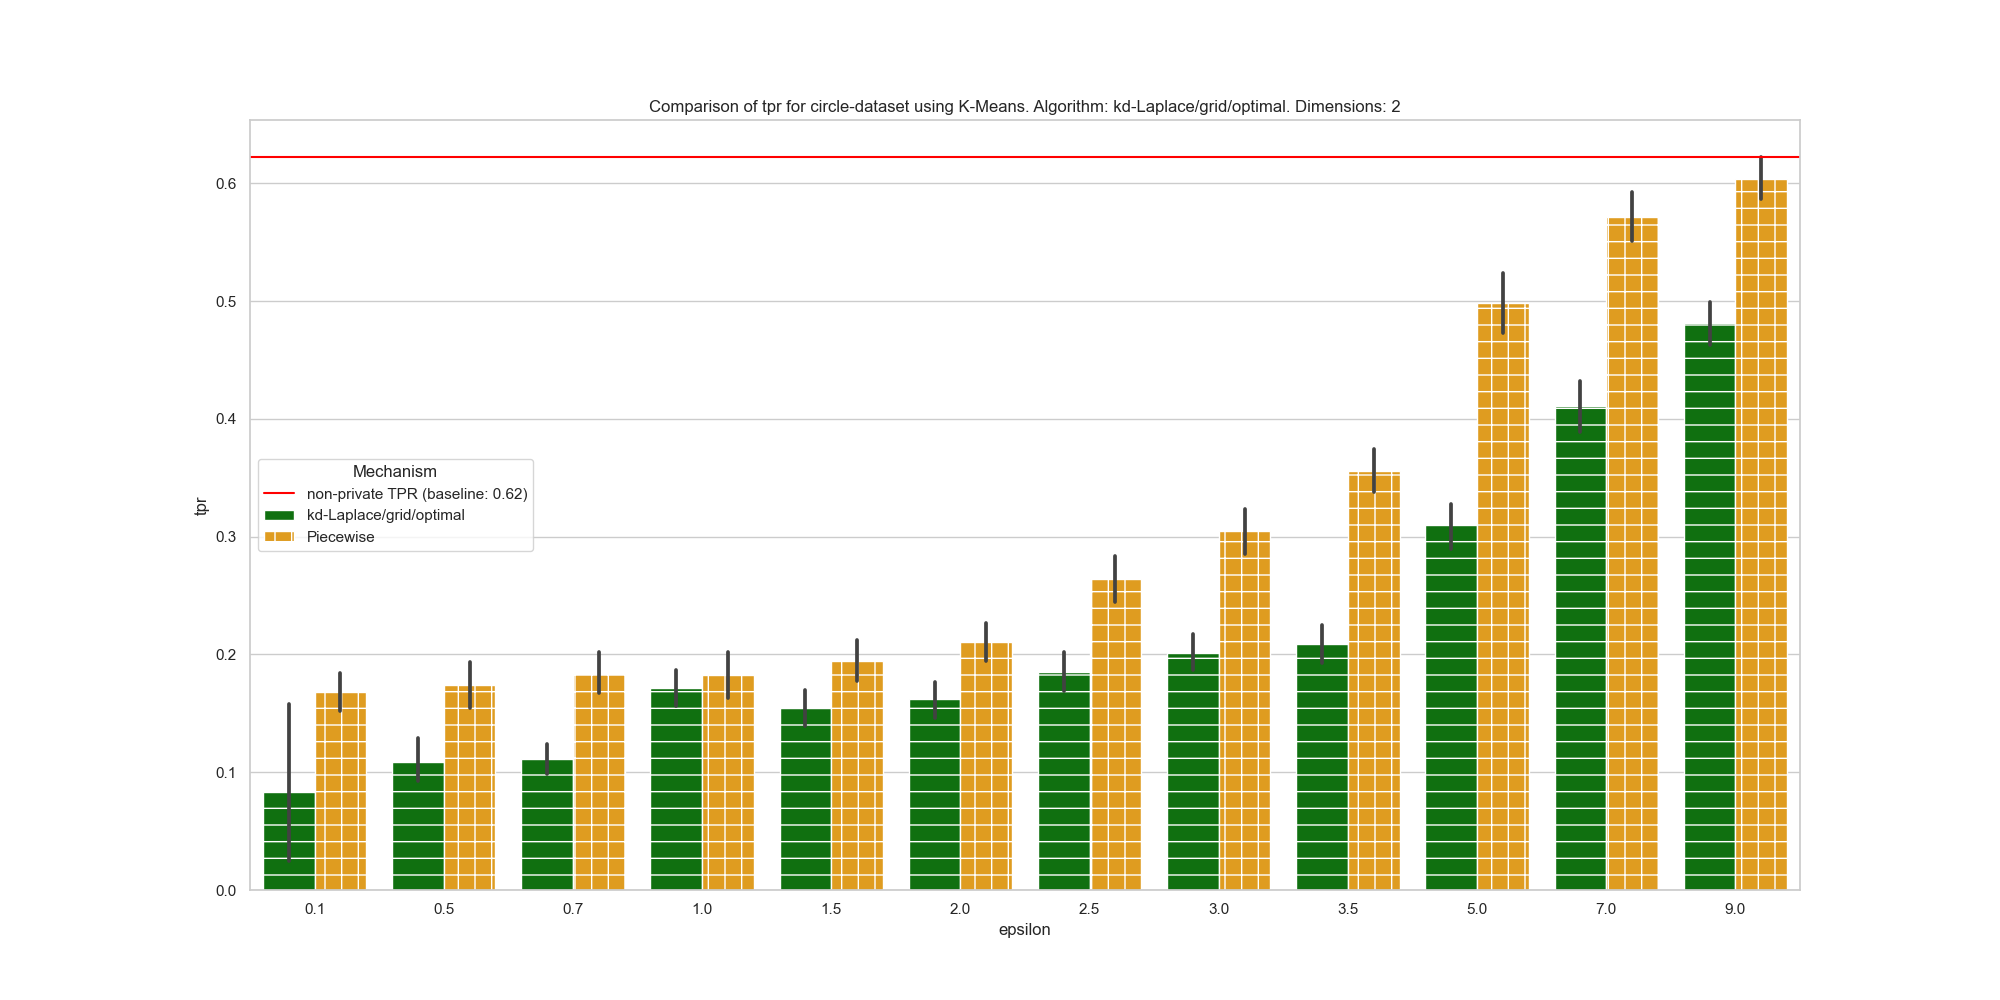 Comparison of tpr for circle-dataset using K-Means. Algorithm: kd-Laplace/grid/optimal. Dimensions: 2
tpr
0.6
0.5
0.4
0.3
0.2
0.1
0.0
Mechanism
non-private TPR (baseline: 0.62)
kd-Laplace/grid/optimal
Piecewise
0.1 0.5 0.7 1.0 1.5 2.0 2.5 3.0 3.5 5.0 7.0 9.0
epsilon